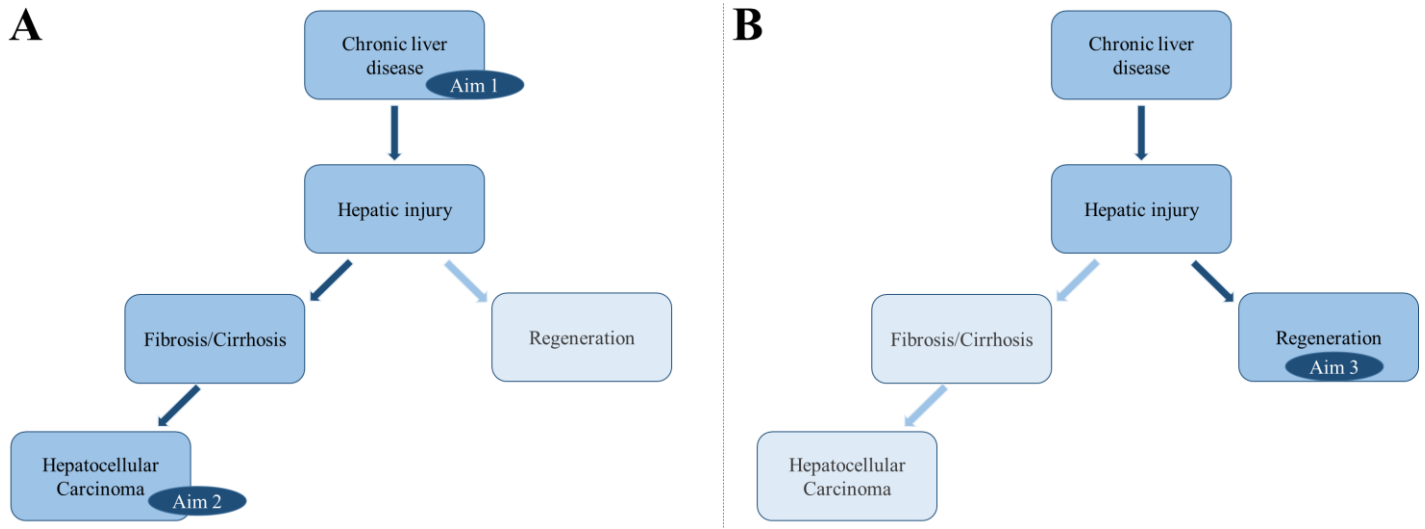 A
Chronic liver
disease
Aim 1
Hepatic injury
Fibrosis/Cirrhosis
Regeneration
Hepatocellular
Carcinoma
Aim 2
B
Chronic liver
disease
Hepatic injury
Fibrosis/Cirrhosis
Regeneration
Aim 3
Hepatocellular
Carcinoma